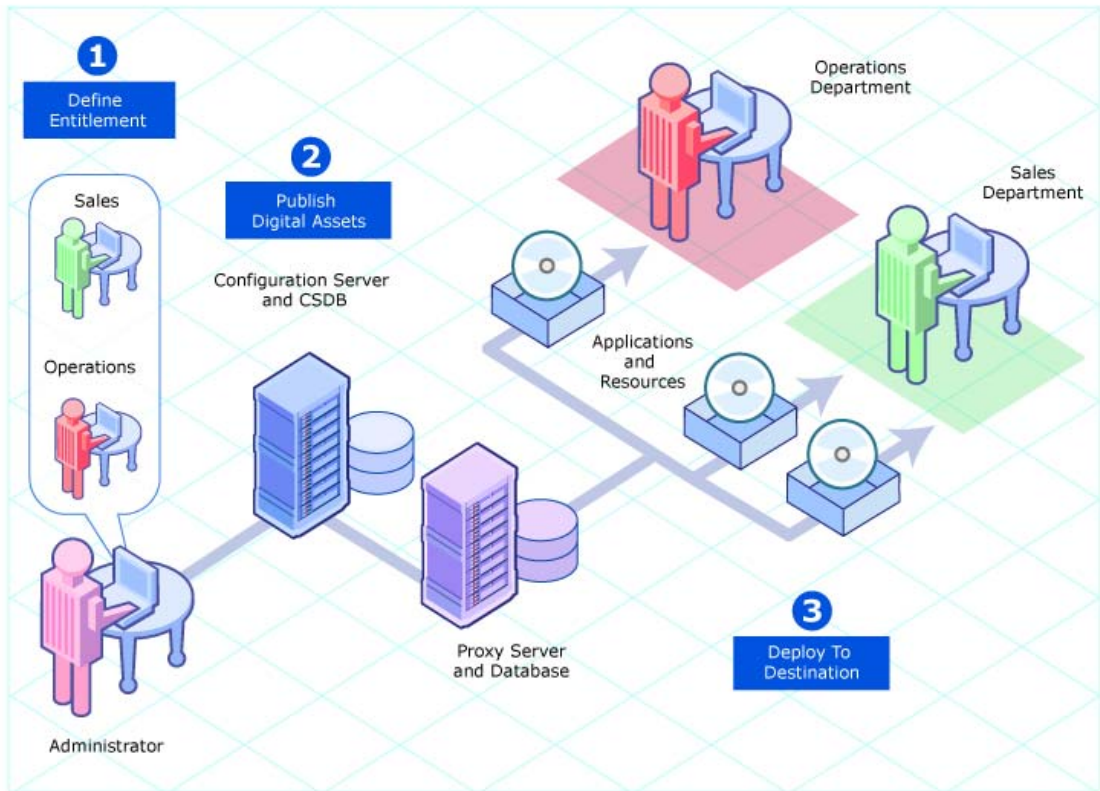 1
Define
Entitlement
Sales
Operations
Administrator
2
Publish
Digital Assets
Configuration Server
and CSDB
Proxy Server
and Database
Applications
and
Resources
Operations
Department
Sales
Department
3
Deploy To
Destination